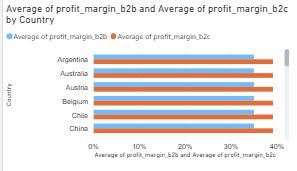 Average of profit_margin_b2b and Average of profit_margin_b2c
by Country
Average of profit_margin_b2b Average of profit_margin_b2c
Country
Argentina
Australia
Austria
Belgium
Chile
China
0% 10% 20% 30% 40%
Average of profit_margin_b2b and Average of profit_margin_b2c